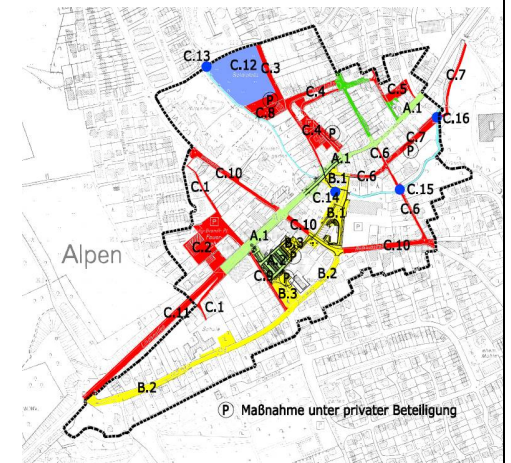 C.13
C.12
C.3
C.7
P
C.8
C.4
C.5
A.1
C.4
P
C.7
C.16
C.6
P
C.10
A.1
C.1
B.1
C.6
C.14
C.15
B.1
C.6
P
C.2
C.10
A.1
B.3
P
C.10
Alpen
B.2
C.9
P
B.3
C.11
C.1
B.2
P Maßnahme unter privater Beteiligung